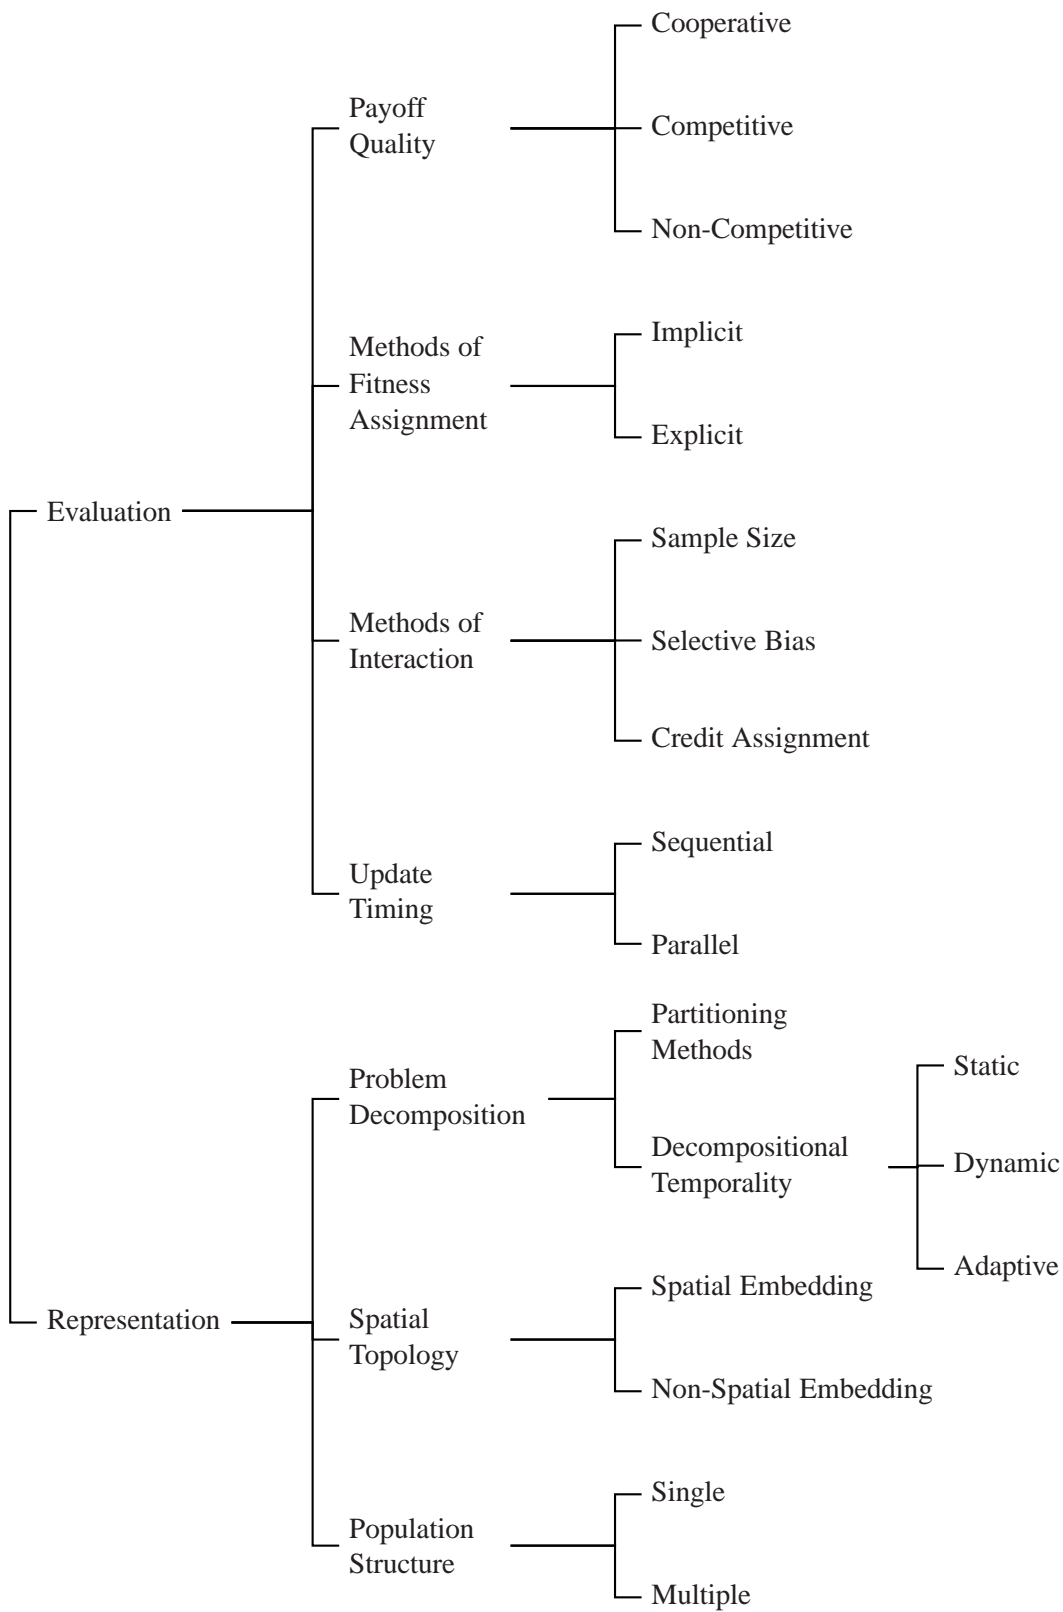 Cooperative
Payoff
Quality
Competitive
Non-Competitive
Implicit
Methods of
Fitness
Assignment
Explicit
Evaluation
Sample Size
Methods of
Interaction
Selective Bias
Credit Assignment
Sequential
Update
Timing
Parallel
Partitioning
Methods
Problem
Decomposition
Static
Decompositional
Temporality
Dynamic
Adaptive
Representation
Spatial Embedding
Spatial
Topology
Non-Spatial Embedding
Single
Population
Structure
Multiple